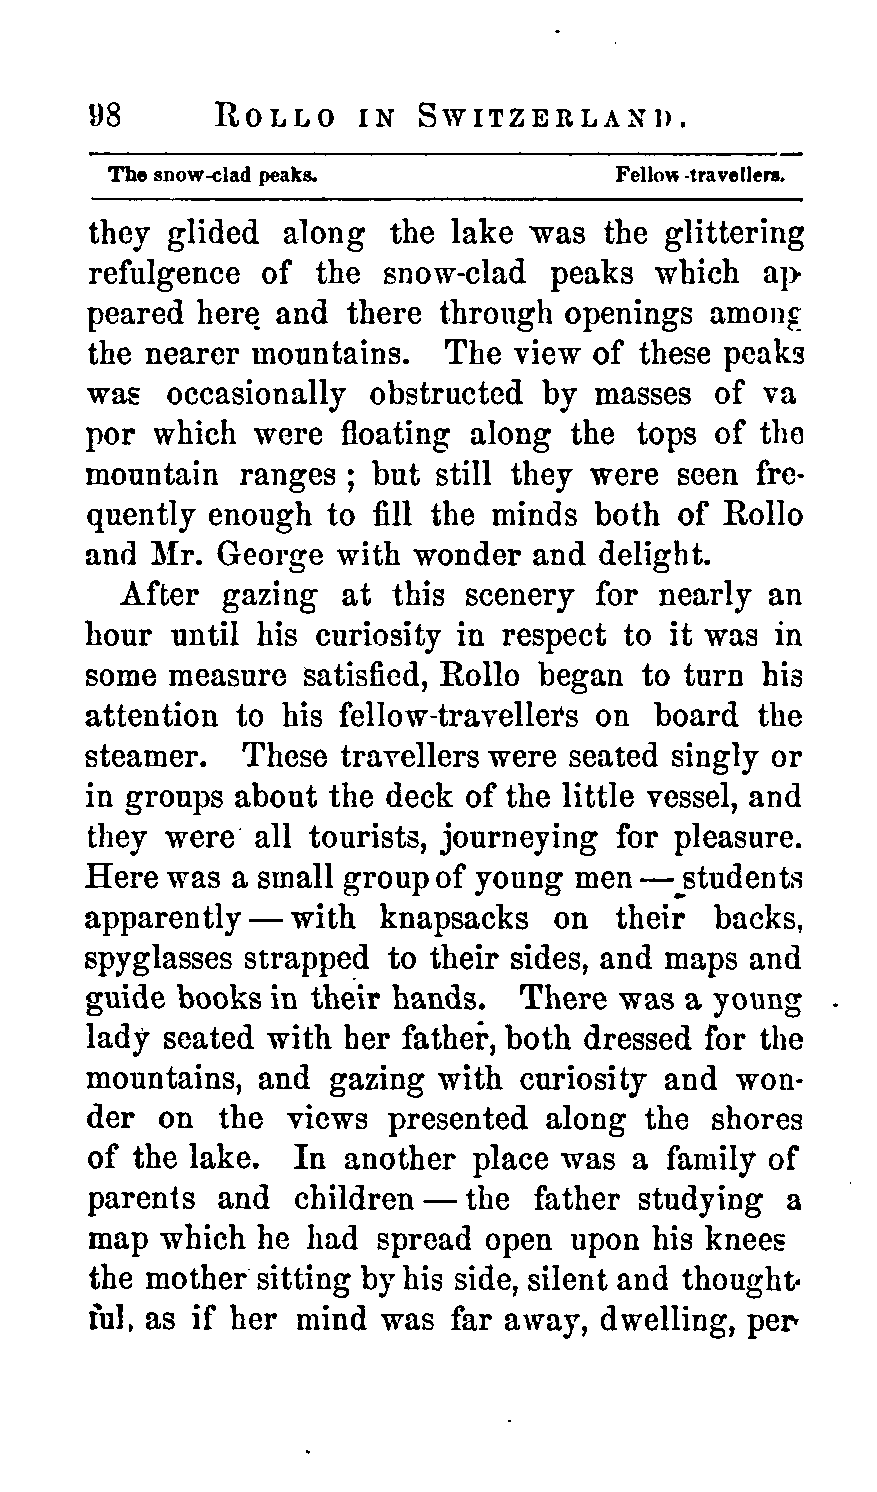 98 ROLLO IN SWITZERLAND.
The snow-clad peaks. Fellow-travellers.
they glided along the lake was the glittering
refulgence of the snow-clad peaks which ap-
peared here and there through openings among
the nearer mountains. The view of these peaks
was occasionally obstructed by masses of va
por which were floating along the tops of the
mountain ranges ; but still they were seen fre-
quently enough to fill the minds both of Rollo
and Mr. George with wonder and delight.
After gazing at this scenery for nearly an
hour until his curiosity in respect to it was in
some measure satisfied, Rollo began to turn his
attention to his fellow-travellers on board the
steamer. These travellers were seated singly or
in groups about the deck of the little vessel, and
they were all tourists, journeying for pleasure.
Here was a small group of young men — students
apparently — with knapsacks on their backs,
spyglasses strapped to their sides, and maps and
guide books in their hands. There was a young
lady seated with her father, both dressed for the
mountains, and gazing with curiosity and won-
der on the views presented along the shores
of the lake. In another place was a family of
parents and children — the father studying a
map which he had spread open upon his knees
the mother sitting by his side, silent and thought-
ful, as if her mind was far away, dwelling, per-